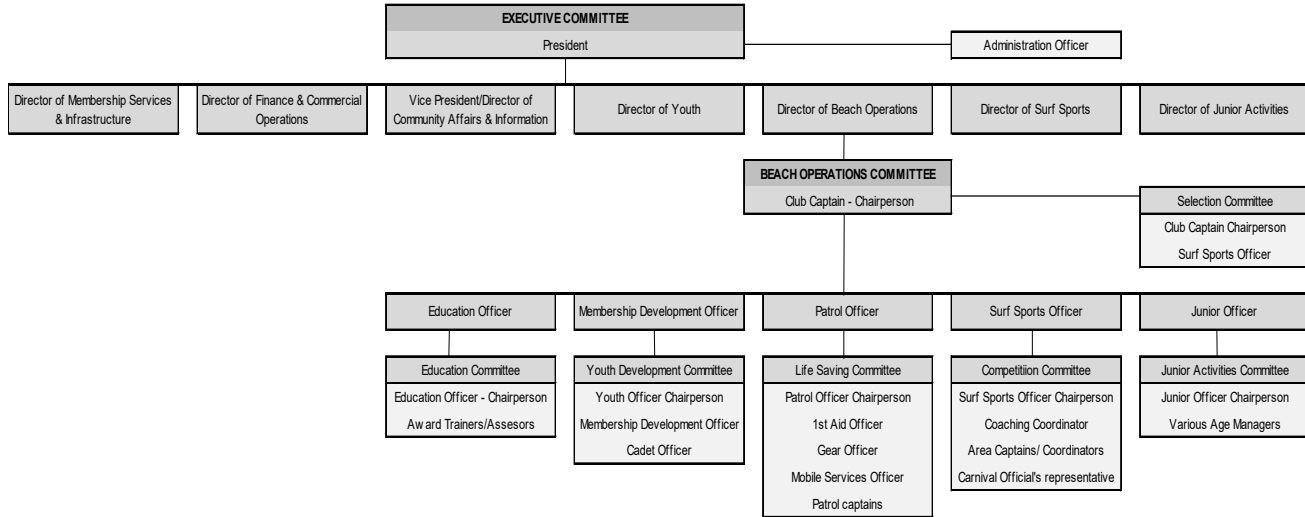 EXECUTIVE COMMITTEE
President
Administration Officer
Director of Membership Services
& Infrastructure
Director of Finance & Commercial
Operations
Vice President/Director of
Community Affairs & Information
Director of Youth
Director of Beach Operations
Director of Surf Sports
Director of Junior Activities
BEACH OPERATIONS COMMITTEE
Club Captain - Chairperson
Selection Committee
Club Captain Chairperson
Surf Sports Officer
Education Officer
Membership Development Officer
Patrol Officer
Surf Sports Officer
Junior Officer
Education Committee
Education Officer - Chairperson
Award Trainers/Assesors
Youth Development Committee
Youth Officer Chairperson
Membership Development Officer
Cadet Officer
Life Saving Committee
Patrol Officer Chairperson
1st Aid Officer
Gear Officer
Mobile Services Officer
Patrol captains
Competitiion Committee
Surf Sports Officer Chairperson
Coaching Coordinator
Area Captains/ Coordinators
Carnival Official's representative
Junior Activities Committee
Junior Officer Chairperson
Various Age Managers